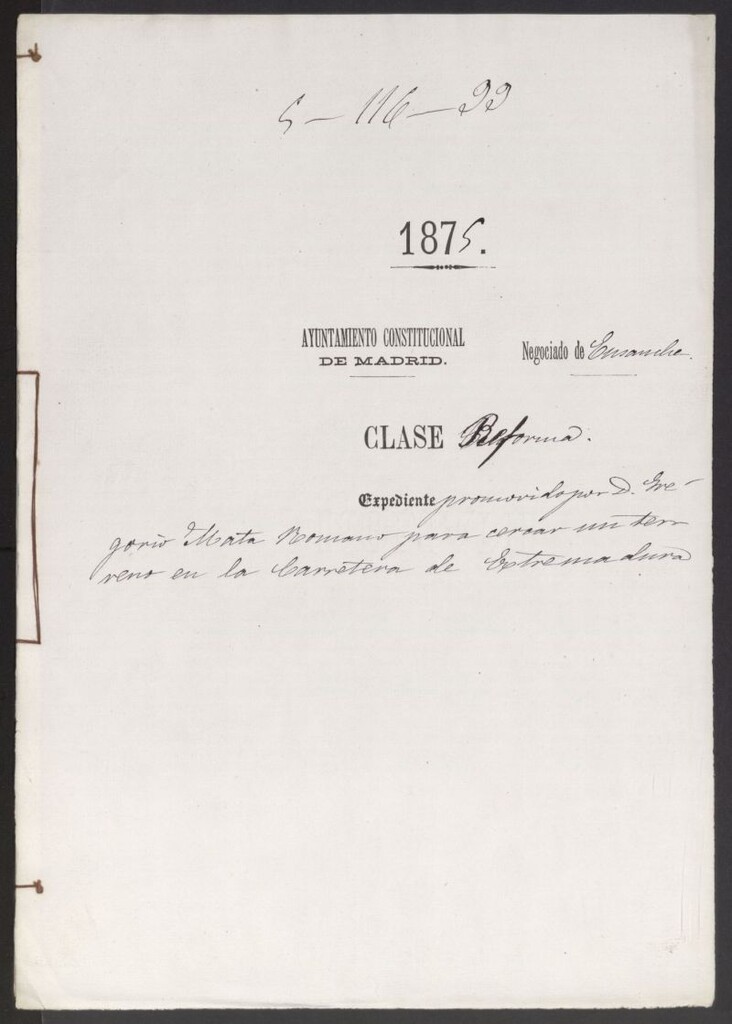 5-116-22
1875.
AYUNTAMIENTO CONSTITUCIONAL
DE MADRID.
Negociado de Ensanche.
CLASE Reforma.
Expediente promovido por D. Gre-
gorio Mata Romano para cercar un ter
reno en la Carretera de Extremadura